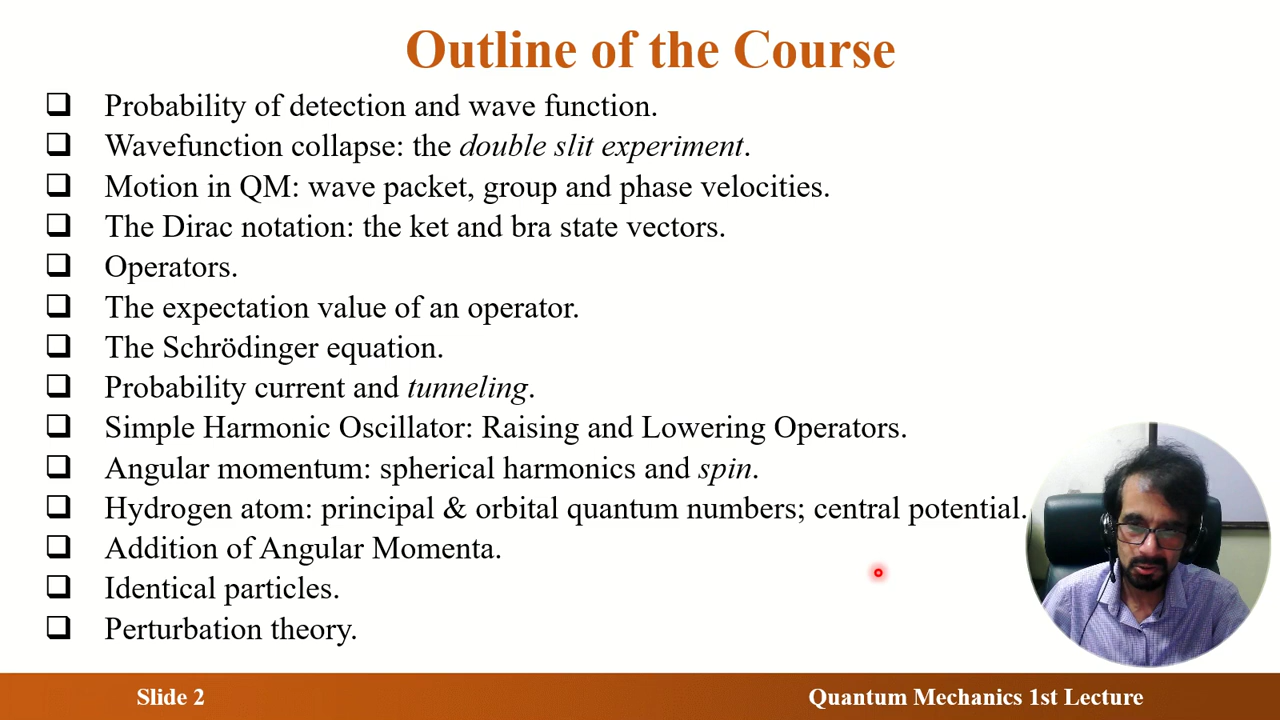 Outline of the Course
❑ Probability of detection and wave function.
❑ Wavefunction collapse: the double slit experiment.
❑ Motion in QM: wave packet, group and phase velocities.
❑ The Dirac notation: the ket and bra state vectors.
❑ Operators.
❑ The expectation value of an operator.
❑ The Schrödinger equation.
❑ Probability current and tunneling.
❑ Simple Harmonic Oscillator: Raising and Lowering Operators.
❑ Angular momentum: spherical harmonics and spin.
❑ Hydrogen atom: principal & orbital quantum numbers; central potential.
❑ Addition of Angular Momenta.
❑ Identical particles.
❑ Perturbation theory.
Slide 2
Quantum Mechanics 1st Lecture